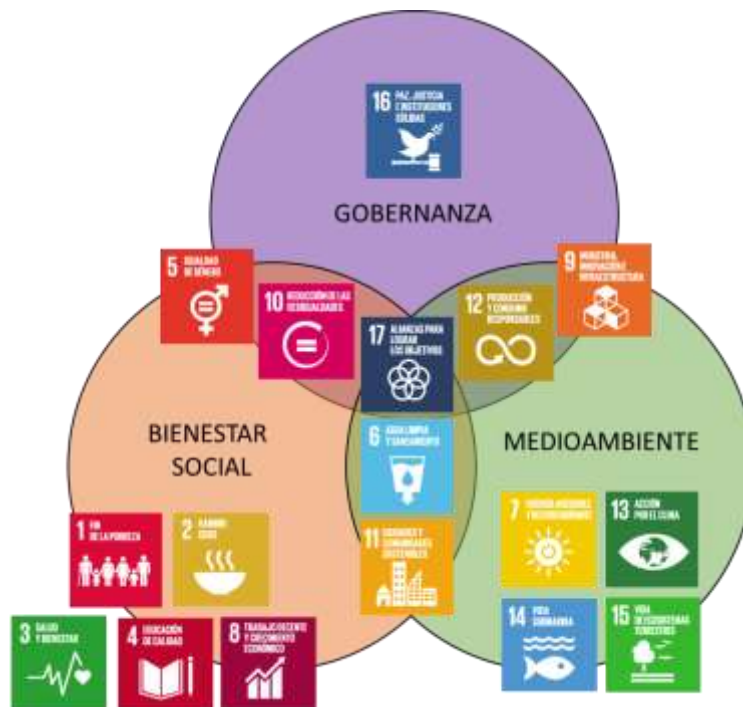 16 PAZ, JUSTICIA
E INSTITUCIONES
SÓLIDAS
GOBERNANZA
5 IGUALDAD
DE GÉNERO
9 INDUSTRIA,
INNOVACIÓN E
INFRAESTRUCTURA
10 REDUCCIÓN DE LAS
DESIGUALDADES
12 PRODUCCIÓN
Y CONSUMO
RESPONSABLES
17 ALIANZAS PARA
LOGRAR
LOS OBJETIVOS
BIENESTAR
SOCIAL
6 AGUA LIMPIA
Y SANEAMIENTO
MEDIOAMBIENTE
1 FIN
DE LA POBREZA
2 HAMBRE
CERO
11 CIUDADES Y
COMUNIDADES
SOSTENIBLES
7 ENERGÍA ASEQUIBLE
Y NO CONTAMINANTE
13 ACCIÓN
POR EL CLIMA
3 SALUD
Y BIENESTAR
4 EDUCACIÓN
DE CALIDAD
8 TRABAJO DECENTE
Y CRECIMIENTO
ECONÓMICO
14 VIDA
SUBMARINA
15 VIDA
DE ECOSISTEMAS
TERRESTRES